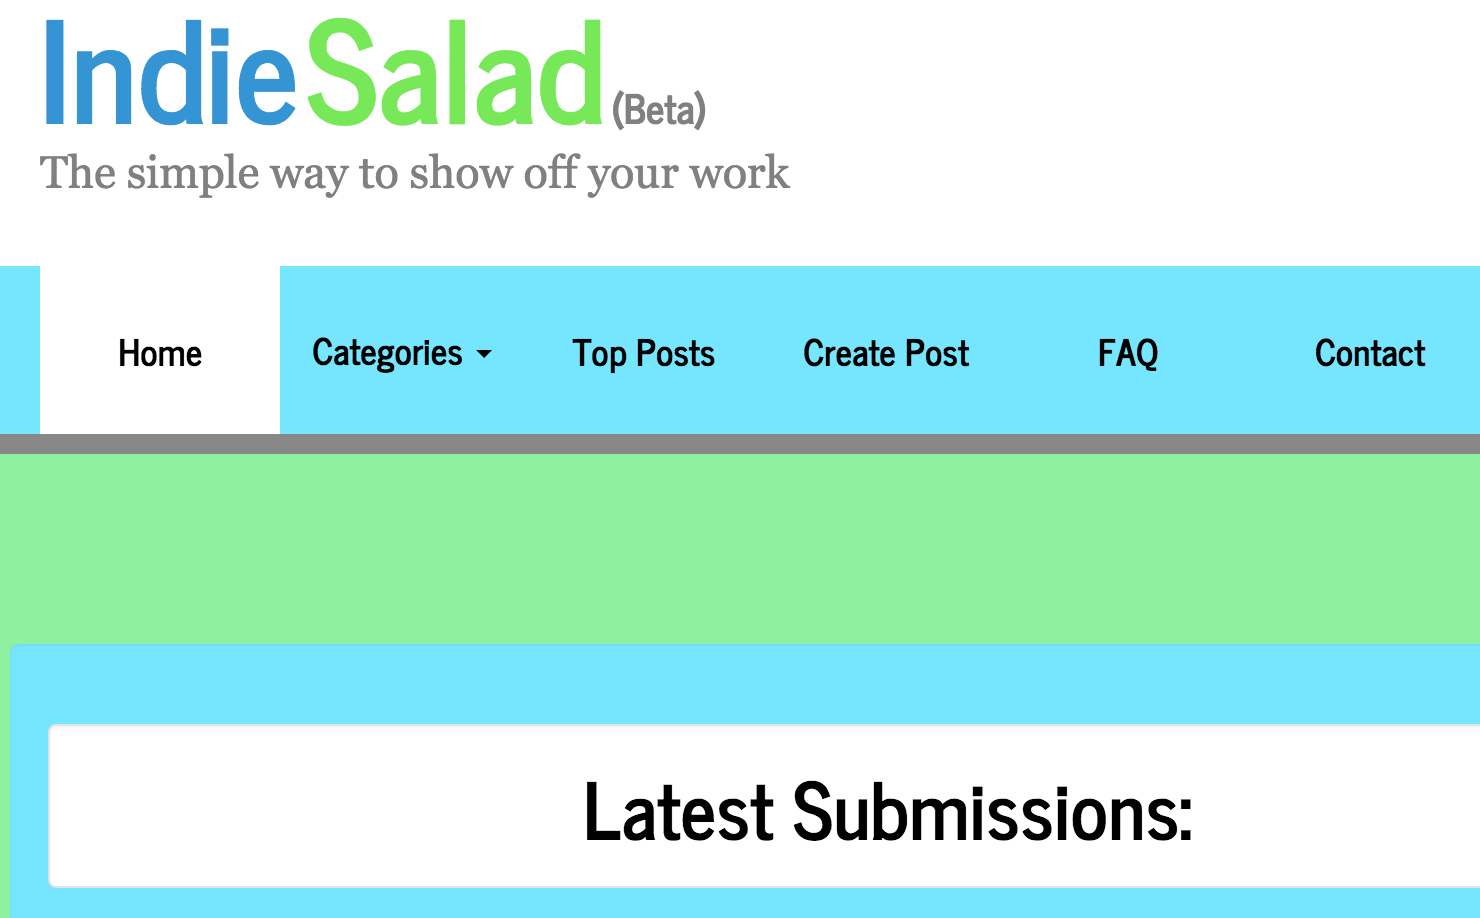 IndieSalad (Beta)
The simple way to show off your work
Home Categories Top Posts Create Post FAQ Contact
Latest Submissions: